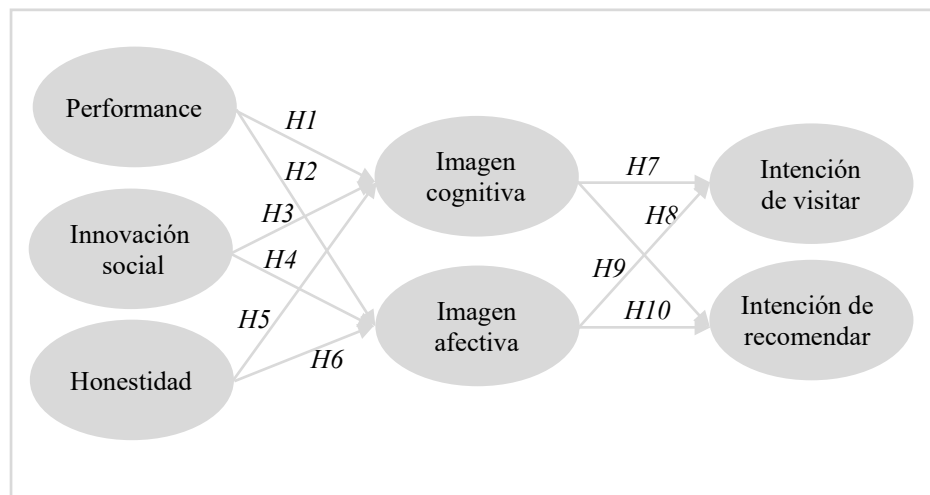 Performance
Innovación
social
Honestidad
H1
H2
H3
H4
H5
H6
Imagen
cognitiva
Imagen
afectiva
H7
H8
H9
H10
Intención
de visitar
Intención de
recomendar